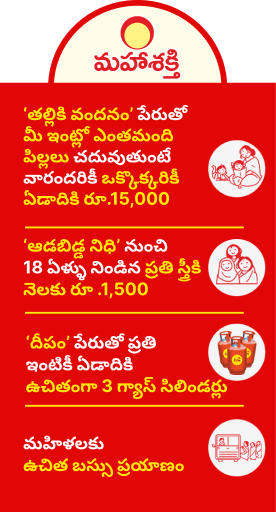 మహాశక్తి
‘తల్లికి వందనం’ పేరుతో
మీ ఇంట్లో ఎంతమంది
పిల్లలు చదువుతుంటే
వారందరికీ ఒక్కొక్కరికీ
ఏడాదికి రూ.15,000
‘ఆడబిడ్డ నిధి’ నుంచి
18 ఏళ్ళు నిండిన ప్రతి స్త్రీకి
నెలకు రూ .1,500
‘దీపం’ పేరుతో ప్రతి
ఇంటికీ ఏడాదికి
ఉచితంగా 3 గ్యాస్ సిలిండర్లు
మహిళలకు
ఉచిత బస్సు ప్రయాణం